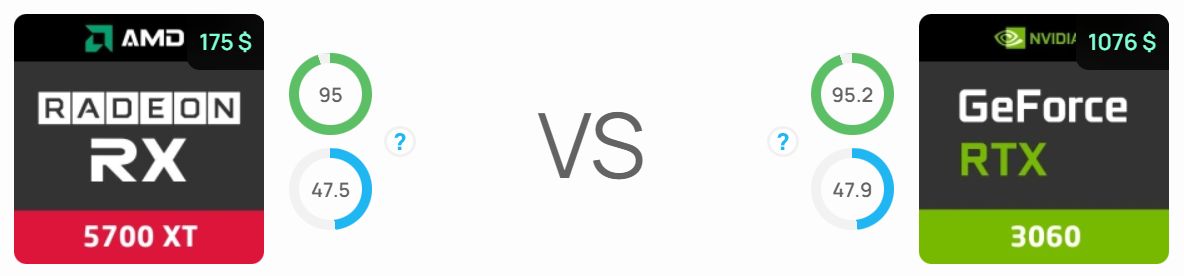 AMD 175 $
RADEON
RX
5700 XT
95
47.5
?
VS
?
95.2
47.9
NVIDIA 1076 $
GeForce
RTX
3060